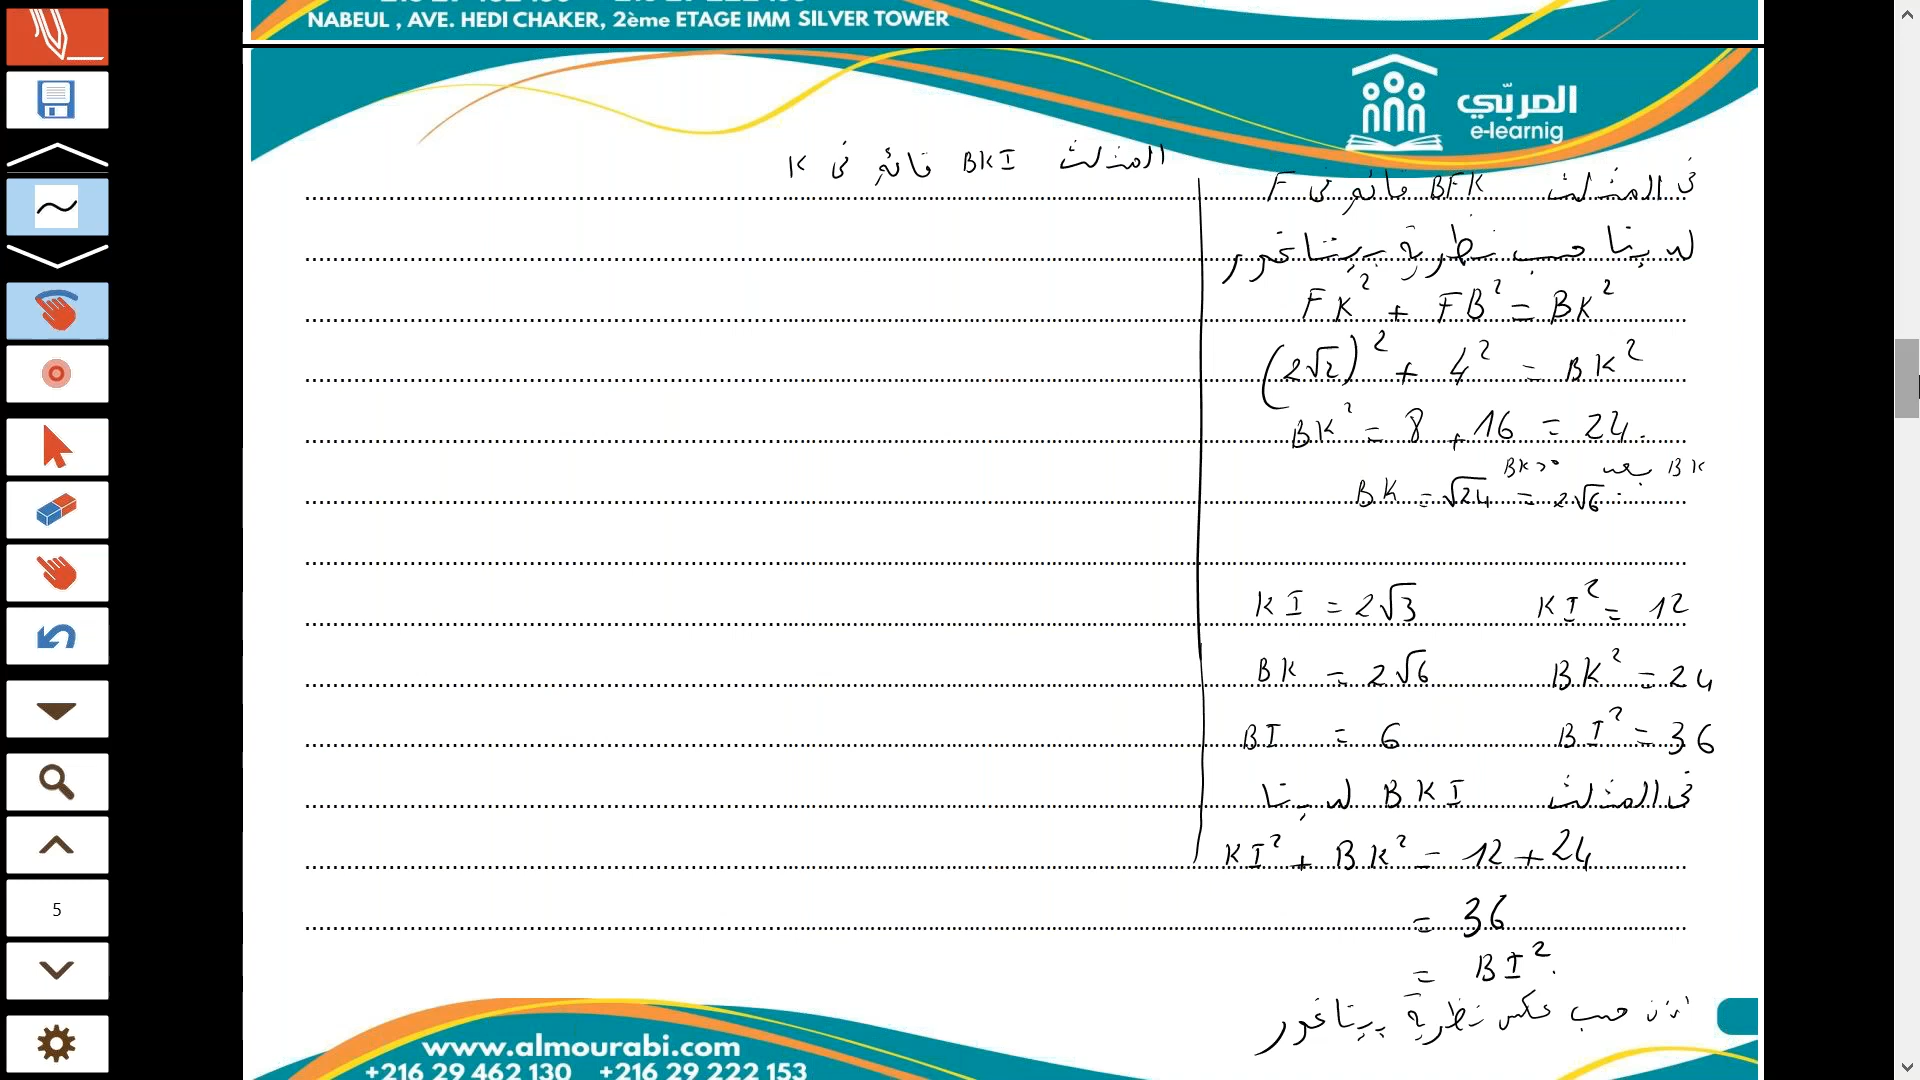 NABEUL , AVE. HEDI CHAKER, 2ème ETAGE IMM SILVER TOWER
المربّي
e-learnig
في المثلث BFK قائم في F
لدينا حسب نظرية بيتاغور
FK² + FB² = BK²
(2√2)² + 4² = BK²
BK² = 8 + 16 = 24.
BK بعد BK>0
BK = √24 = 2√6
KI = 2√3 KI² = 12
BK = 2√6 BK² = 24
BI = 6 BI² = 36
في المثلث BKI لدينا
KI² + BK² = 12 + 24
= 36
= BI².
اذن حسب عكس نظرية بيتاغور
المثلث BKI قائم في K
5
www.almourabi.com
+216 29 462 130 +216 29 222 153